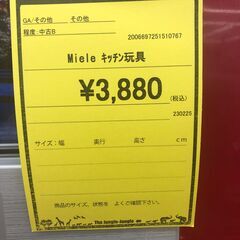 GA/その他 その他
程度:中古B
2006697251510767
Miele キッチン玩具
¥3,880
(税込)
230225
サイズ:幅 奥行 高さ cm
商品のサイズ、状態を よくご確認下さい。
The Jungle-Jungle